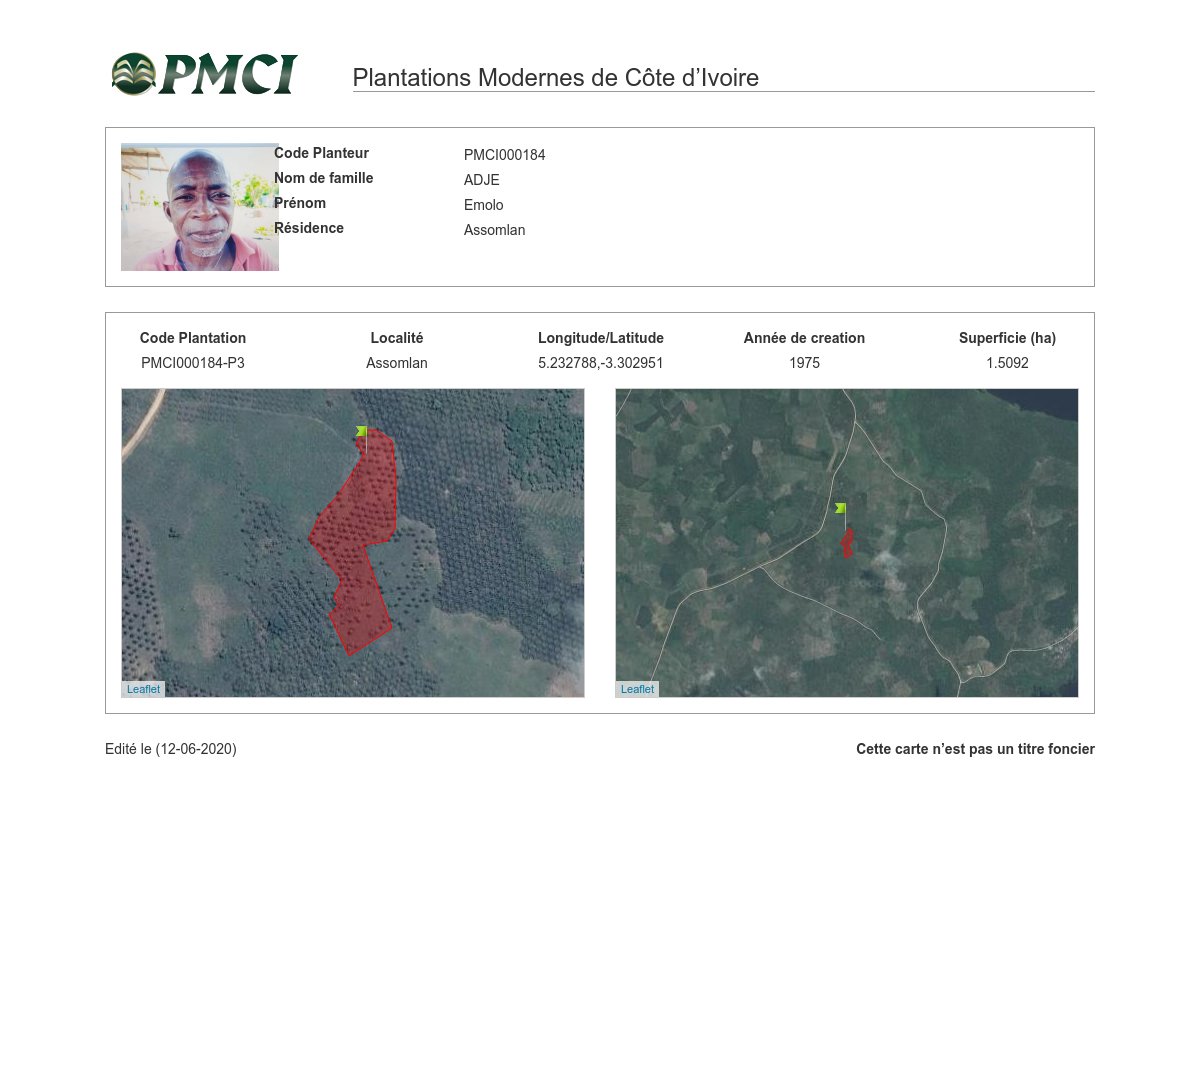 PMCI
Plantations Modernes de Côte d’Ivoire
Code Planteur PMCI000184
Nom de famille ADJE
Prénom Emolo
Résidence Assomlan
Code Plantation Localité Longitude/Latitude Année de creation Superficie (ha)
PMCI000184-P3 Assomlan 5.232788,-3.302951 1975 1.5092
Leaflet Leaflet
Edité le (12-06-2020) Cette carte n’est pas un titre foncier